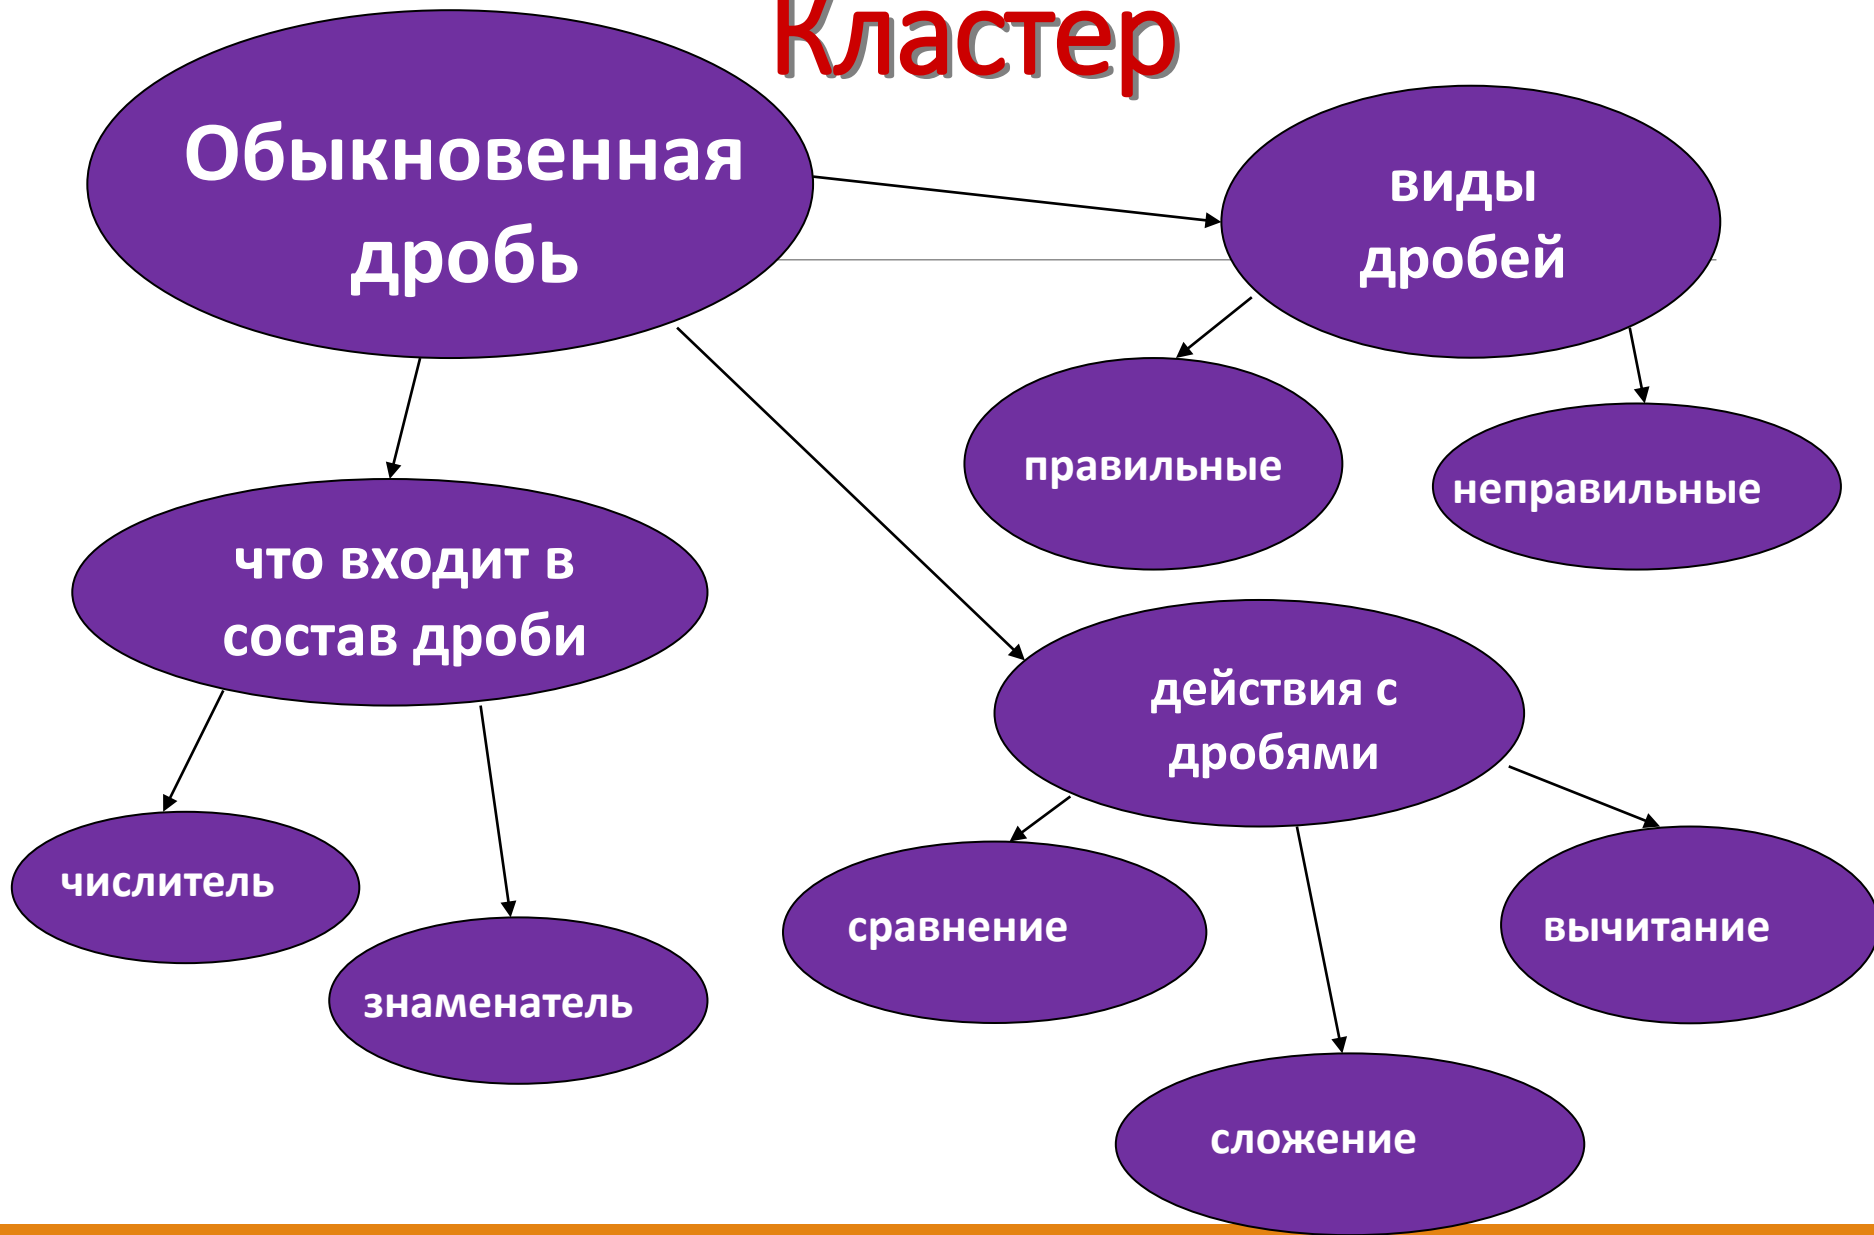 Кластер
Обыкновенная
дробь
виды
дробей
правильные
неправильные
что входит в
состав дроби
действия с
дробями
числитель
знаменатель
сравнение
вычитание
сложение